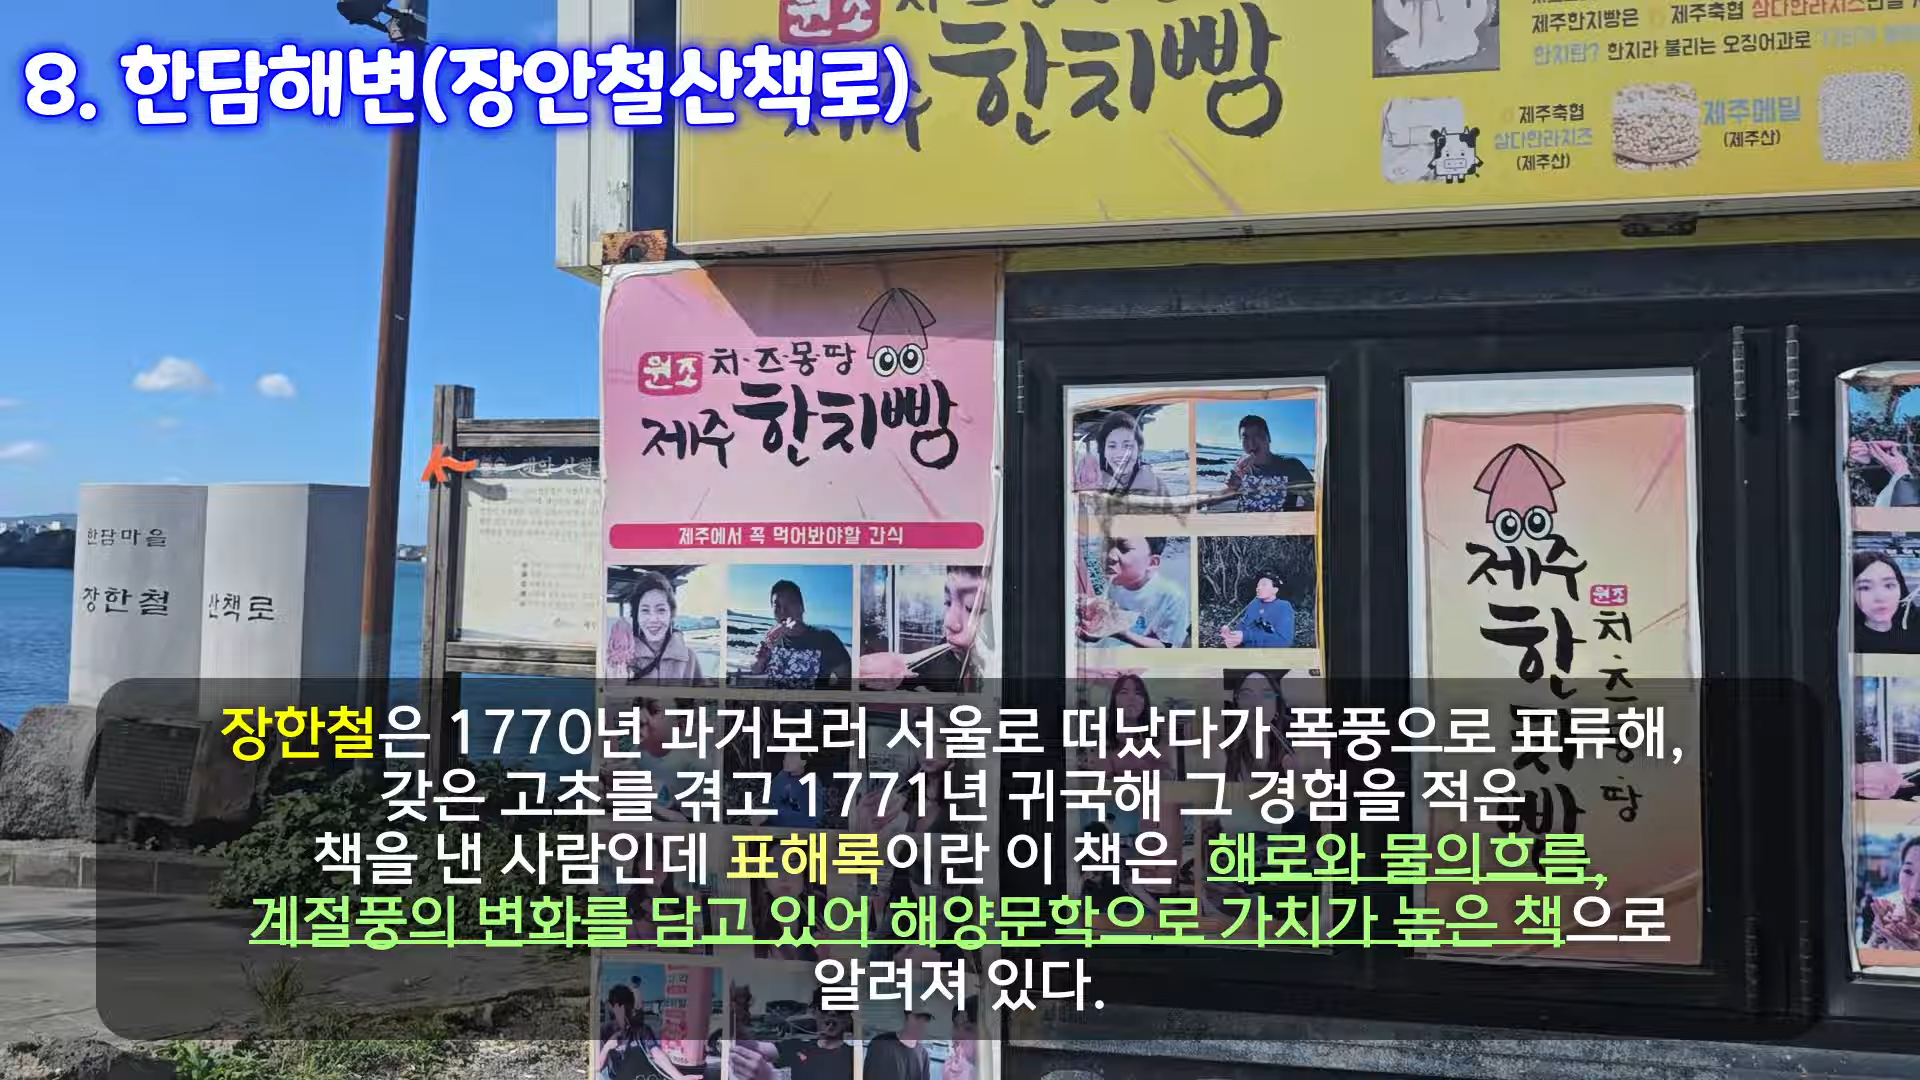 8. 한담해변(장안철산책로)
원조
제주 한치빵
제주한치빵은 제주축협 삼다한라치즈
한치란? 한치라 불리는 오징어과로
제주축협
삼다한라치즈
(제주산)
제주메밀
(제주산)
원조 치·즈·몽·땅
제주 한치빵
제주에서 꼭 먹어봐야할 간식
한담마을
장한철 산책로
제주
한치빵
원조
치·즈·몽·땅
장한철은 1770년 과거보러 서울로 떠났다가 폭풍으로 표류해,
갖은 고초를 겪고 1771년 귀국해 그 경험을 적은
책을 낸 사람인데 표해록이란 이 책은 해로와 물의흐름,
계절풍의 변화를 담고 있어 해양문학으로 가치가 높은 책으로
알려져 있다.